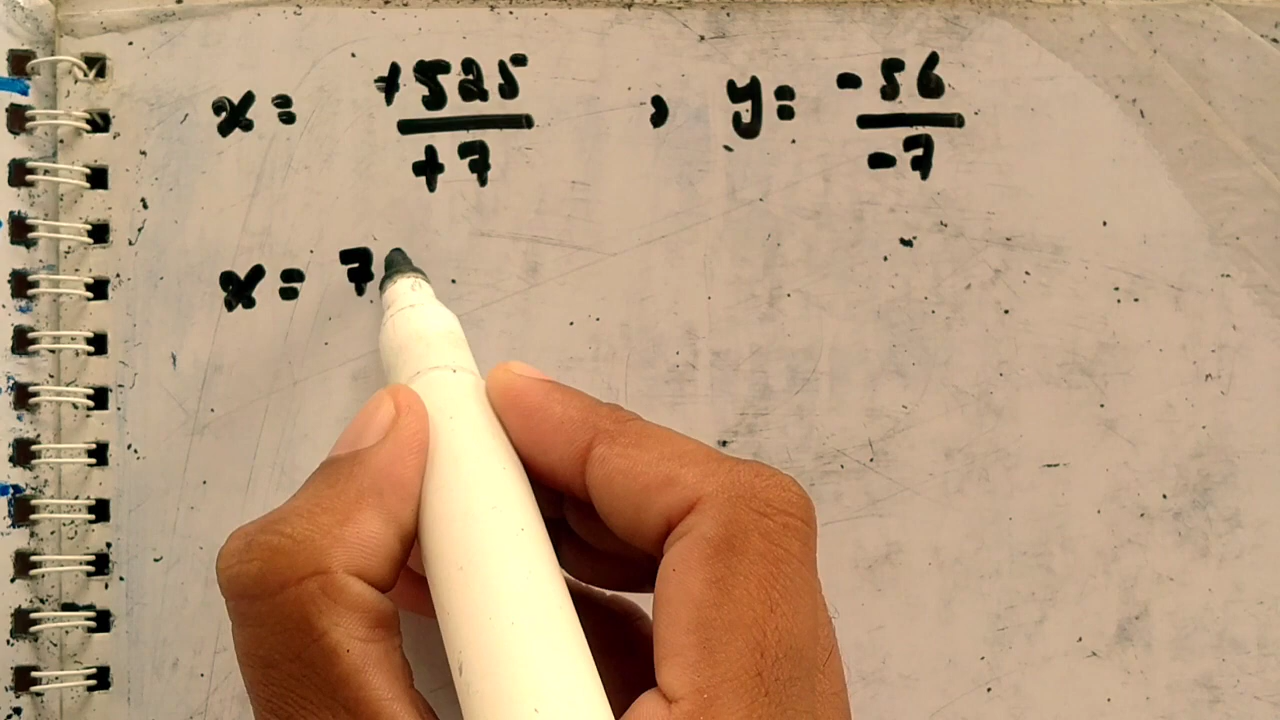 x = +525 / +7 , y = -56 / -7
x = 7